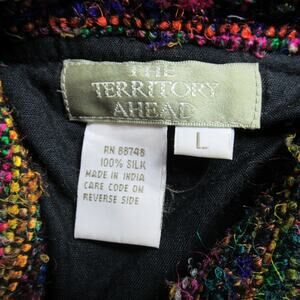 THE
TERRITORY
AHEAD
L
RN 88748
100% SILK
MADE IN INDIA
CARE CODE ON
REVERSE SIDE